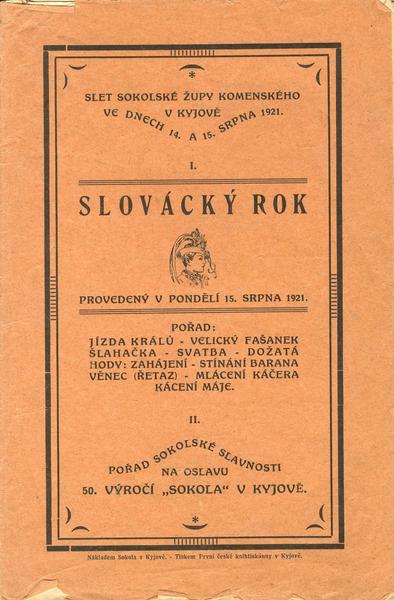 SLET SOKOLSKÉ ŽUPY KOMENSKÉHO
V KYJOVĚ
VE DNECH 14. A 15. SRPNA 1921.
I.
SLOVÁCKÝ ROK
PROVEDENÝ V PONDĚLÍ 15. SRPNA 1921.
POŘAD:
JÍZDA KRÁLŮ - VELICKÝ FAŠANEK
ŠLAHAČKA - SVATBA - DOŽATÁ
HODY: ZAHÁJENÍ - STÍNÁNÍ BARANA
VĚNEC (ŘETAZ) - MLÁCENÍ KÁČERA
KÁCENÍ MÁJE.
II.
POŘAD SOKOLSKÉ SLAVNOSTI
NA OSLAVU
50. VÝROČÍ „SOKOLA" V KYJOVĚ.
Nákladem Sokola v Kyjově. - Tiskem První české knihtiskárny v Kyjově.